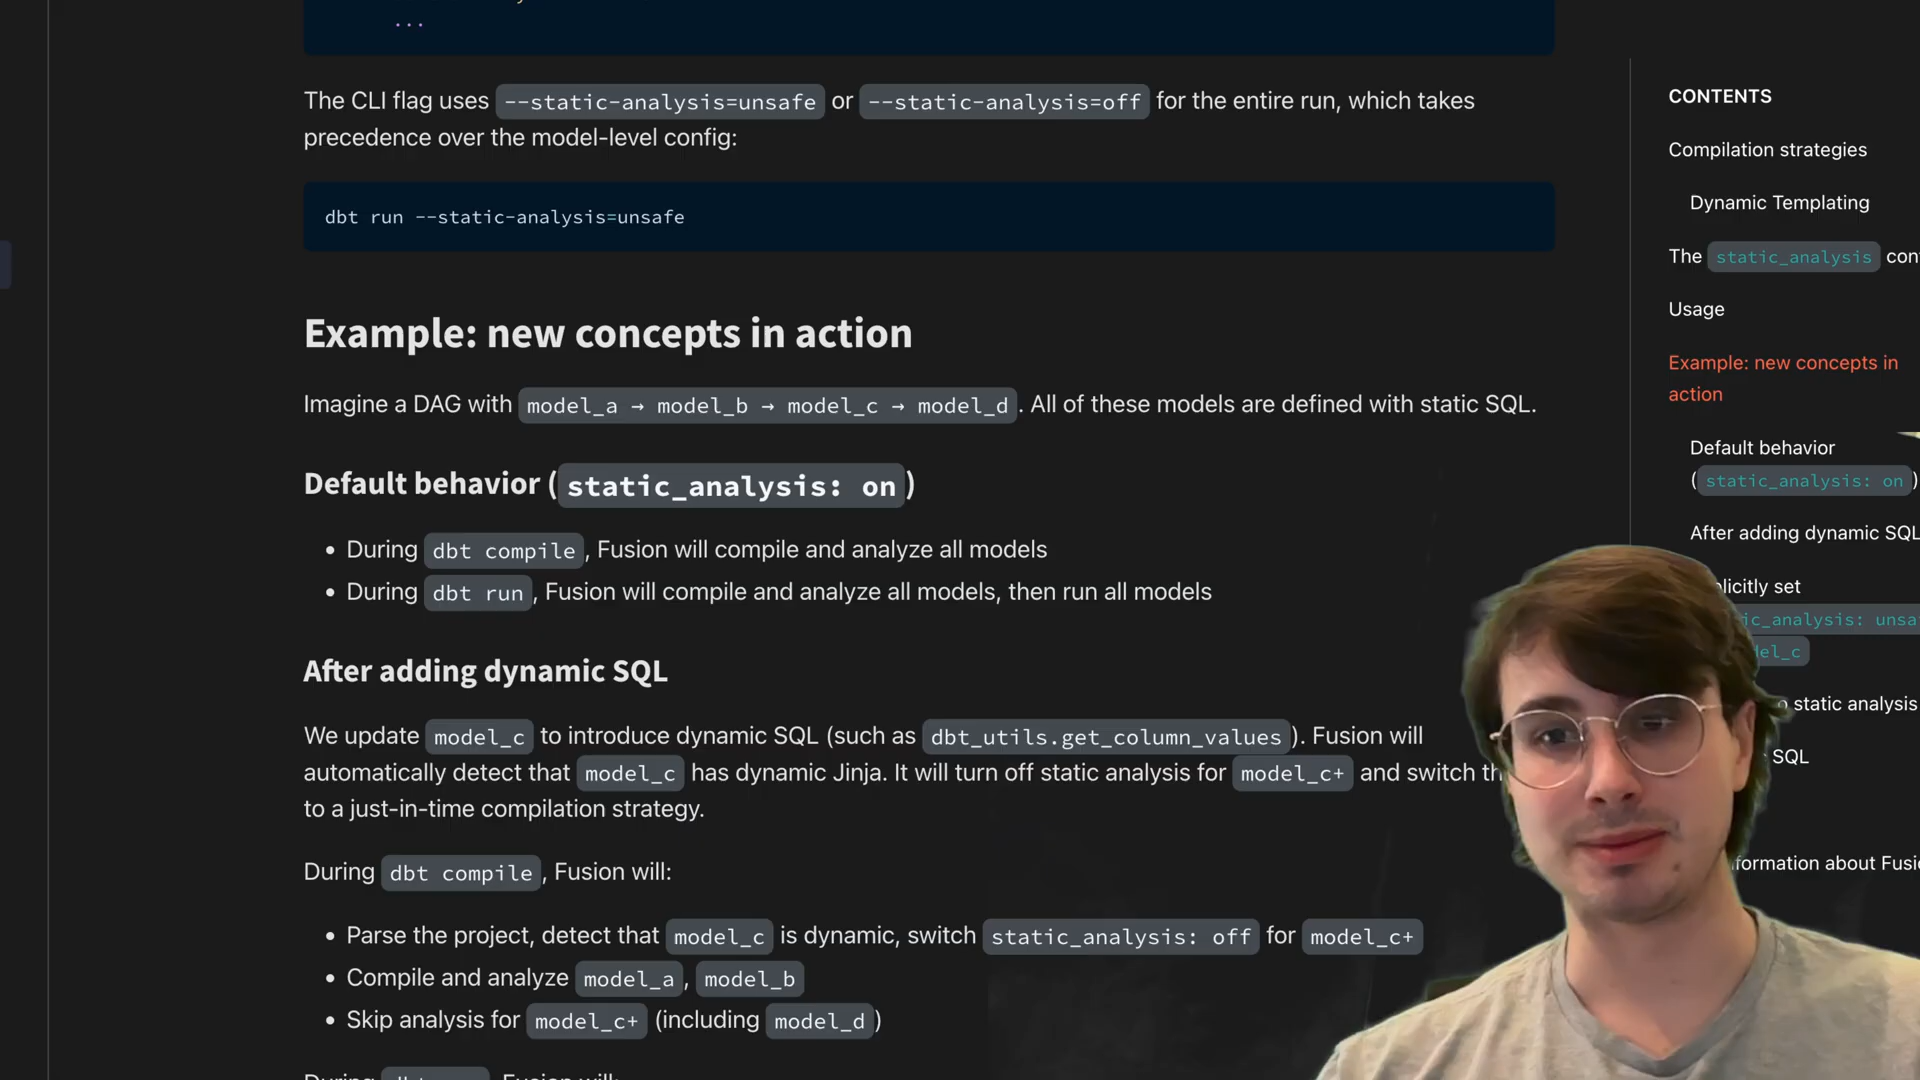 ...
The CLI flag uses --static-analysis=unsafe or --static-analysis=off for the entire run, which takes
precedence over the model-level config:
dbt run --static-analysis=unsafe
Example: new concepts in action
Imagine a DAG with model_a → model_b → model_c → model_d . All of these models are defined with static SQL.
Default behavior ( static_analysis: on )
• During dbt compile , Fusion will compile and analyze all models
• During dbt run , Fusion will compile and analyze all models, then run all models
After adding dynamic SQL
We update model_c to introduce dynamic SQL (such as dbt_utils.get_column_values ). Fusion will
automatically detect that model_c has dynamic Jinja. It will turn off static analysis for model_c+ and switch
to a just-in-time compilation strategy.
During dbt compile , Fusion will:
• Parse the project, detect that model_c is dynamic, switch static_analysis: off for model_c+
• Compile and analyze model_a , model_b
• Skip analysis for model_c+ (including model_d )
CONTENTS
Compilation strategies
Dynamic Templating
The static_analysis
Usage
Example: new concepts in
action
Default behavior
( static_analysis: on )
After adding dynamic SQL
set
static analysis
SQL
about